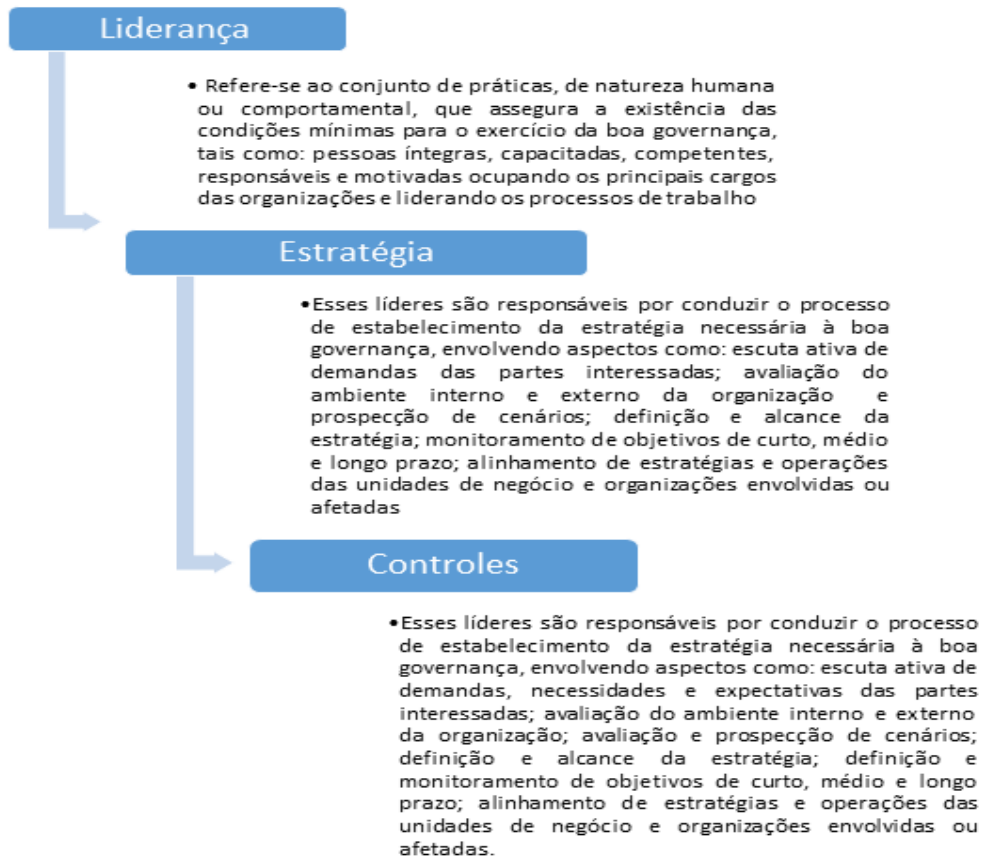 Liderança
• Refere-se ao conjunto de práticas, de natureza humana
ou comportamental, que assegura a existência das
condições mínimas para o exercício da boa governança,
tais como: pessoas íntegras, capacitadas, competentes,
responsáveis e motivadas ocupando os principais cargos
das organizações e liderando os processos de trabalho
Estratégia
•Esses líderes são responsáveis por conduzir o processo
de estabelecimento da estratégia necessária à boa
governança, envolvendo aspectos como: escuta ativa de
demandas das partes interessadas; avaliação do
ambiente interno e externo da organização e
prospecção de cenários; definição e alcance da
estratégia; monitoramento de objetivos de curto, médio
e longo prazo; alinhamento de estratégias e operações
das unidades de negócio e organizações envolvidas ou
afetadas
Controles
•Esses líderes são responsáveis por conduzir o processo
de estabelecimento da estratégia necessária à boa
governança, envolvendo aspectos como: escuta ativa de
demandas, necessidades e expectativas das partes
interessadas; avaliação do ambiente interno e externo
da organização; avaliação e prospecção de cenários;
definição e alcance da estratégia; definição e
monitoramento de objetivos de curto, médio e longo
prazo; alinhamento de estratégias e operações das
unidades de negócio e organizações envolvidas ou
afetadas.